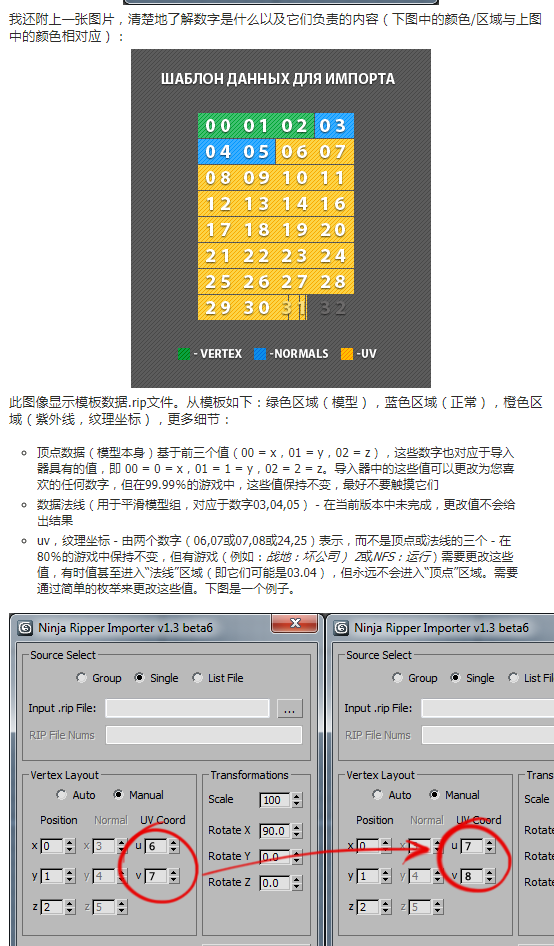 我还附上一张图片，清楚地了解数字是什么以及它们负责的内容（下图中的颜色/区域与上图
中的颜色相对应）：
ШАБЛОН ДАННЫХ ДЛЯ ИМПОРТА
00 01 02 03
04 05 06 07
08 09 10 11
12 13 14 16
17 18 19 20
21 22 23 24
25 26 27 28
29 30 31 32
- VERTEX -NORMALS -UV
此图像显示模板数据.rip文件。从模板如下：绿色区域（模型），蓝色区域（正常），橙色区
域（紫外线，纹理坐标），更多细节：
顶点数据（模型本身）基于前三个值（00 = x，01 = y，02 = z），这些数字也对应于导入
器具有的值，即 00 = 0 = x，01 = 1 = y，02 = 2 = z。导入器中的这些值可以更改为您喜
欢的任何数字，但在99.99％的游戏中，这些值保持不变，最好不要触摸它们
数据法线（用于平滑模型组，对应于数字03,04,05） - 在当前版本中未完成，更改值不会给
出结果
uv，纹理坐标 - 由两个数字（06,07或07,08或24,25）表示，而不是顶点或法线的三个 - 在
80％的游戏中保持不变，但有游戏（例如：战地：坏公司）2或NFS：运行）需要更改这些
值，有时值甚至进入“法线”区域（即它们可能是03.04），但永远不会进入“顶点”区域。需要
通过简单的枚举来更改这些值。下图是一个例子。
Ninja Ripper Importer v1.3 beta6
Source Select
Group Single List File
Input .rip File: ...
RIP File Nums
Vertex Layout
Auto Manual
Position Normal UV Coord
x 0 x 3 u 6
y 1 y 4 v 7
z 2 z 5
Transformations
Scale 100
Rotate X 90.0
Rotate Y 0.0
Rotate Z 0.0
Ninja Ripper Importer v1.3 beta6
Source Select
Group Single List File
Input .rip File:
RIP File Nums
Vertex Layout
Auto Manual
Position Normal UV Coord
x 0 x u 7
y 1 y 4 v 8
z 2 z 5
Trans
Scale
Rotate
Rotate
Rotate